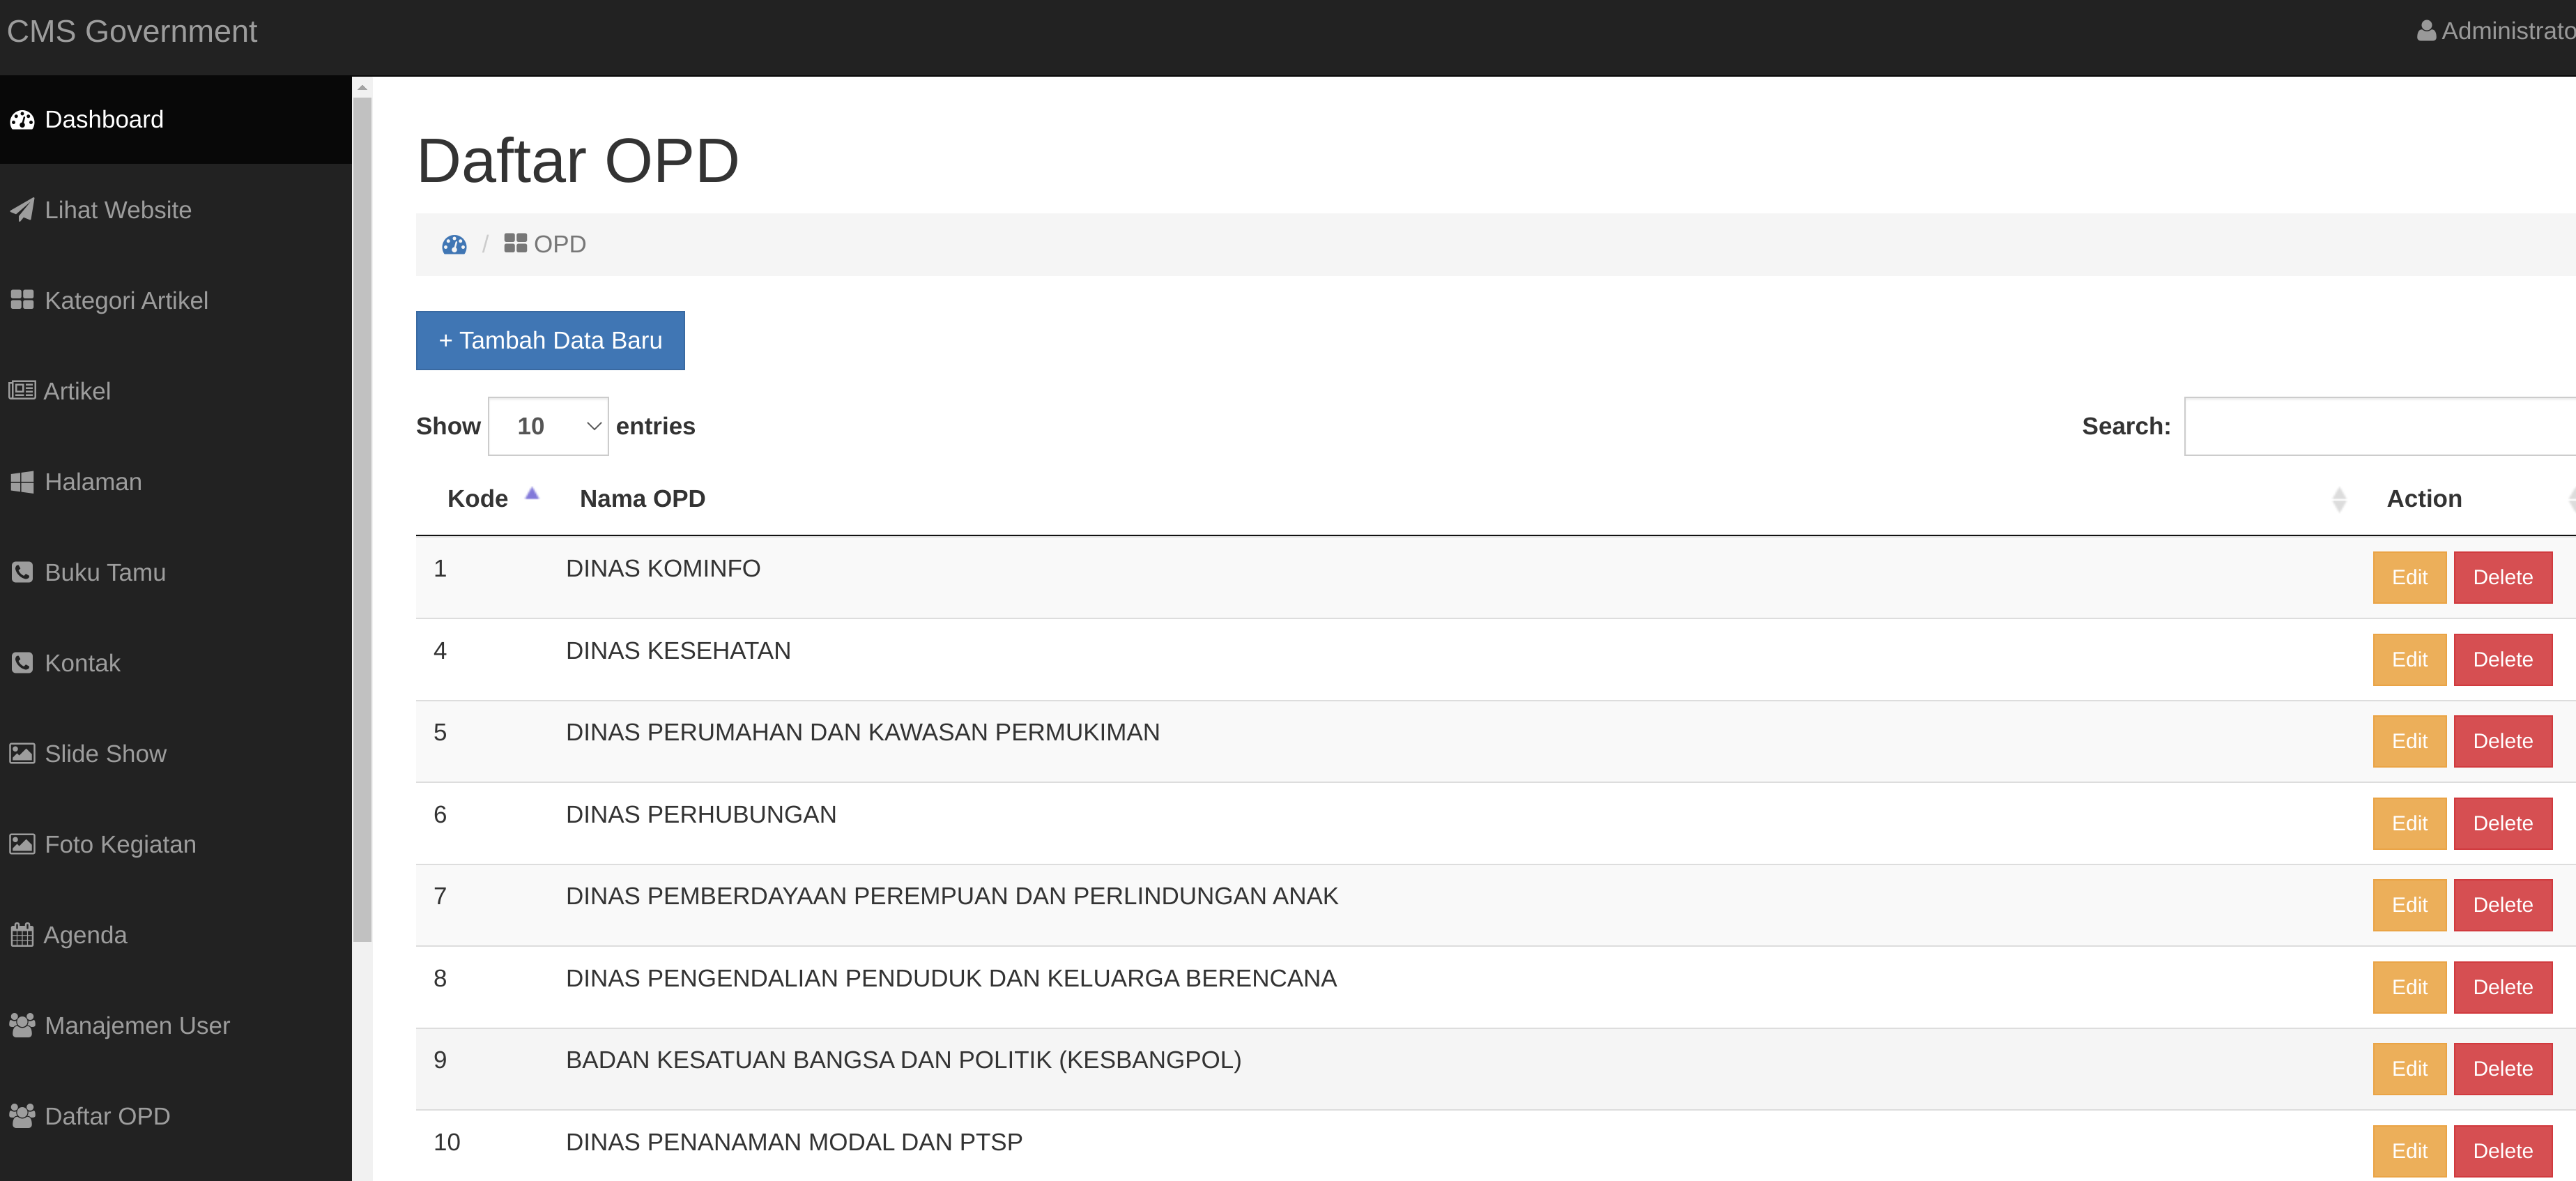 CMS Government
Administrato
Dashboard
Lihat Website
Kategori Artikel
Artikel
Halaman
Buku Tamu
Kontak
Slide Show
Foto Kegiatan
Agenda
Manajemen User
Daftar OPD
Daftar OPD
/ OPD
+ Tambah Data Baru
Show 10 entries
Search:
Kode Nama OPD Action
1 DINAS KOMINFO Edit Delete
4 DINAS KESEHATAN Edit Delete
5 DINAS PERUMAHAN DAN KAWASAN PERMUKIMAN Edit Delete
6 DINAS PERHUBUNGAN Edit Delete
7 DINAS PEMBERDAYAAN PEREMPUAN DAN PERLINDUNGAN ANAK Edit Delete
8 DINAS PENGENDALIAN PENDUDUK DAN KELUARGA BERENCANA Edit Delete
9 BADAN KESATUAN BANGSA DAN POLITIK (KESBANGPOL) Edit Delete
10 DINAS PENANAMAN MODAL DAN PTSP Edit Delete